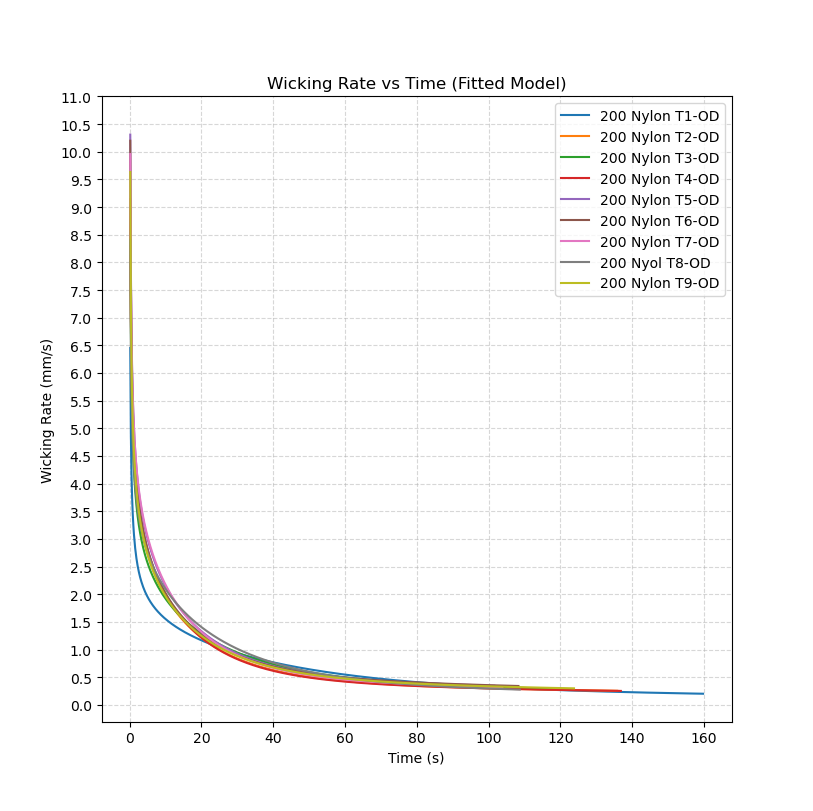 Wicking Rate vs Time (Fitted Model)
11.0
10.5
10.0
9.5
9.0
8.5
8.0
7.5
7.0
6.5
6.0
5.5
5.0
4.5
4.0
3.5
3.0
2.5
2.0
1.5
1.0
0.5
0.0
Wicking Rate (mm/s)
200 Nylon T1-OD
200 Nylon T2-OD
200 Nylon T3-OD
200 Nylon T4-OD
200 Nylon T5-OD
200 Nylon T6-OD
200 Nylon T7-OD
200 Nyol T8-OD
200 Nylon T9-OD
0 20 40 60 80 100 120 140 160
Time (s)